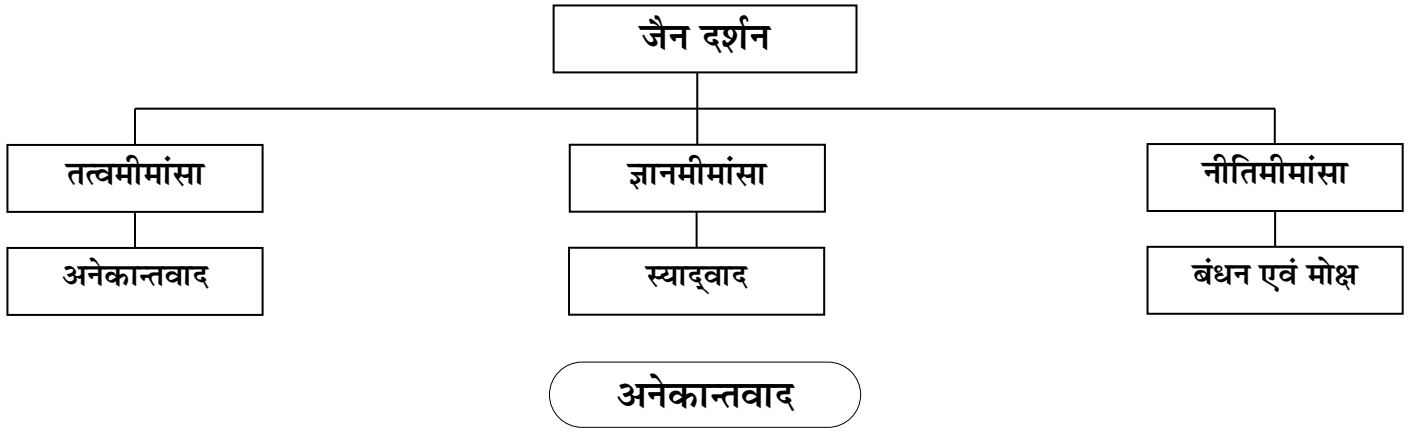 जैन दर्शन
तत्वमीमांसा
ज्ञानमीमांसा
नीतिमीमांसा
अनेकान्तवाद
स्याद्‌वाद
बंधन एवं मोक्ष
अनेकान्तवाद